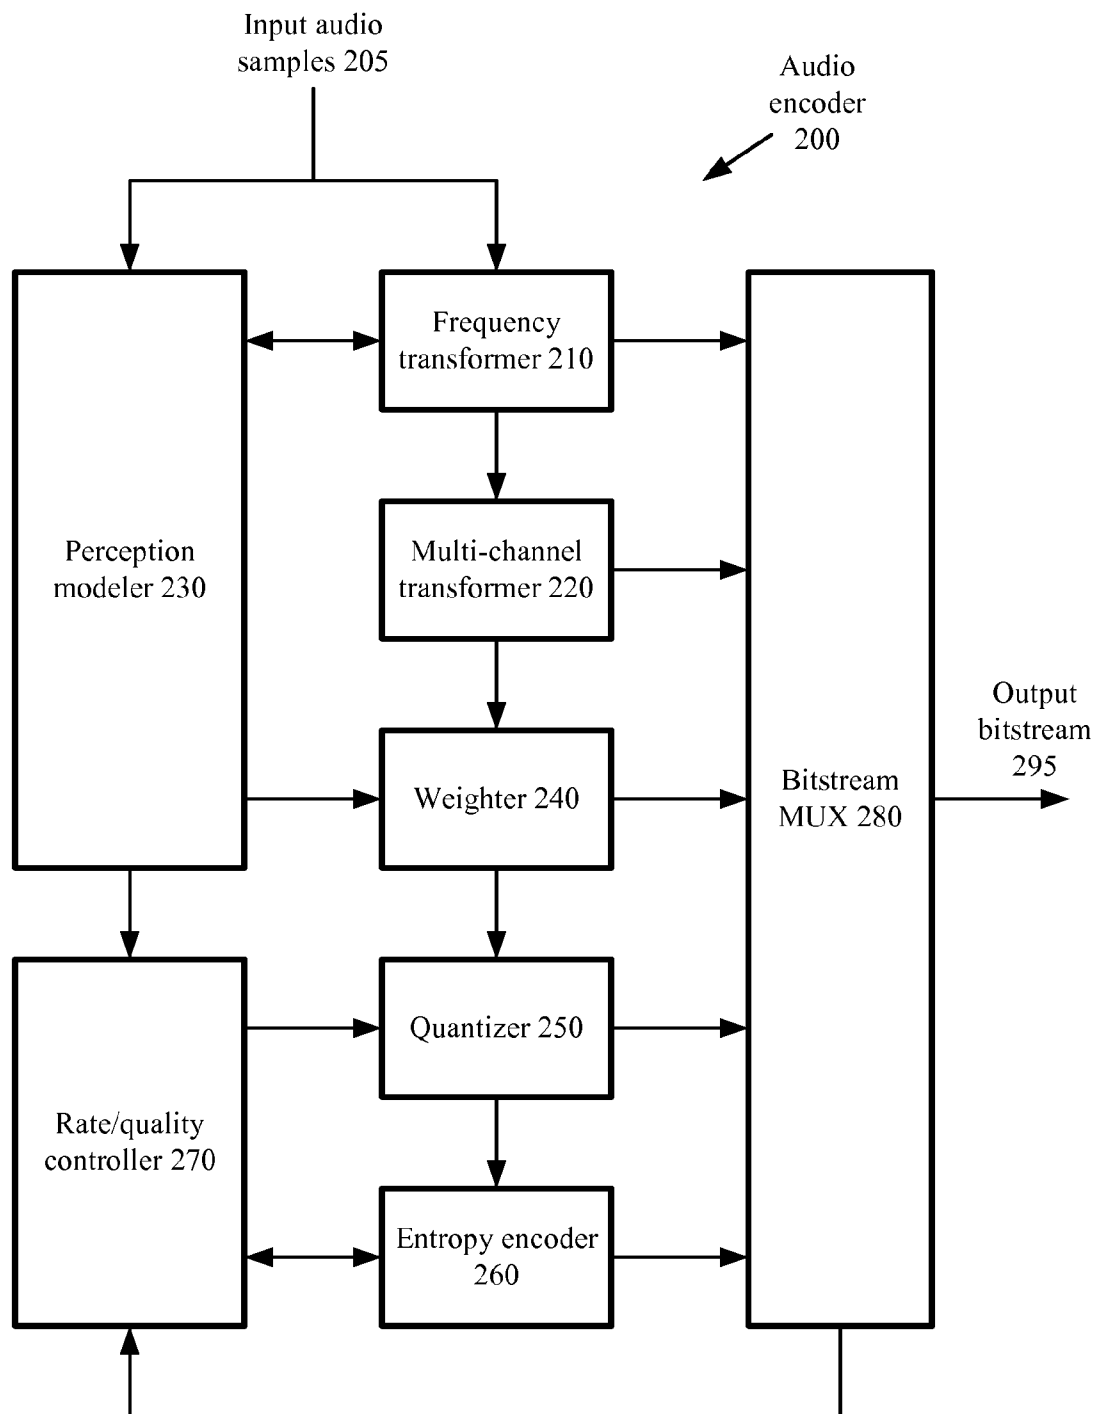 Input audio
samples 205
Audio
encoder
200
Frequency
transformer 210
Perception
modeler 230
Multi-channel
transformer 220
Output
bitstream
295
Weighter 240
Bitstream
MUX 280
Quantizer 250
Rate/quality
controller 270
Entropy encoder
260